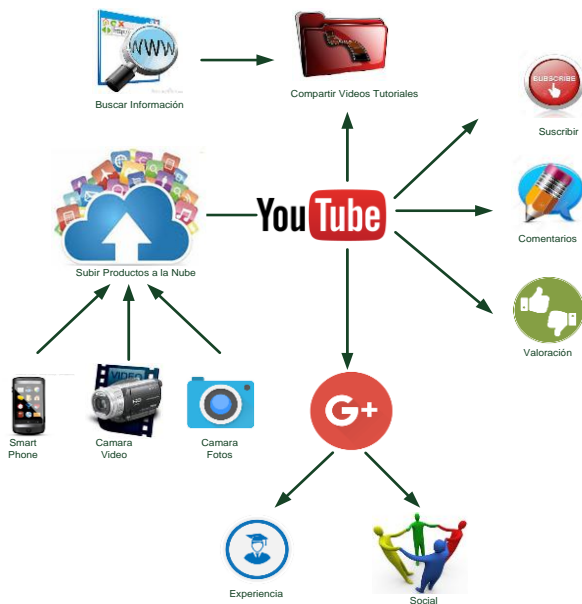 WWW
Buscar Información
Compartir Videos Tutoriales
SUBSCRIBE
Suscribir
Subir Productos a la Nube
YouTube
Comentarios
Valoración
VIDEO
Smart
Phone
Camara
Video
Camara
Fotos
G+
Experiencia
Social